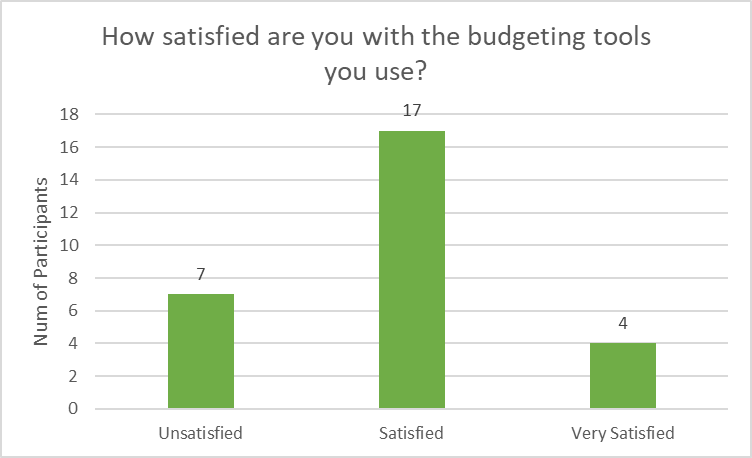 How satisfied are you with the budgeting tools
you use?
Num of Participants
18
16
14
12
10
8
6
4
2
0
7
17
4
Unsatisfied
Satisfied
Very Satisfied